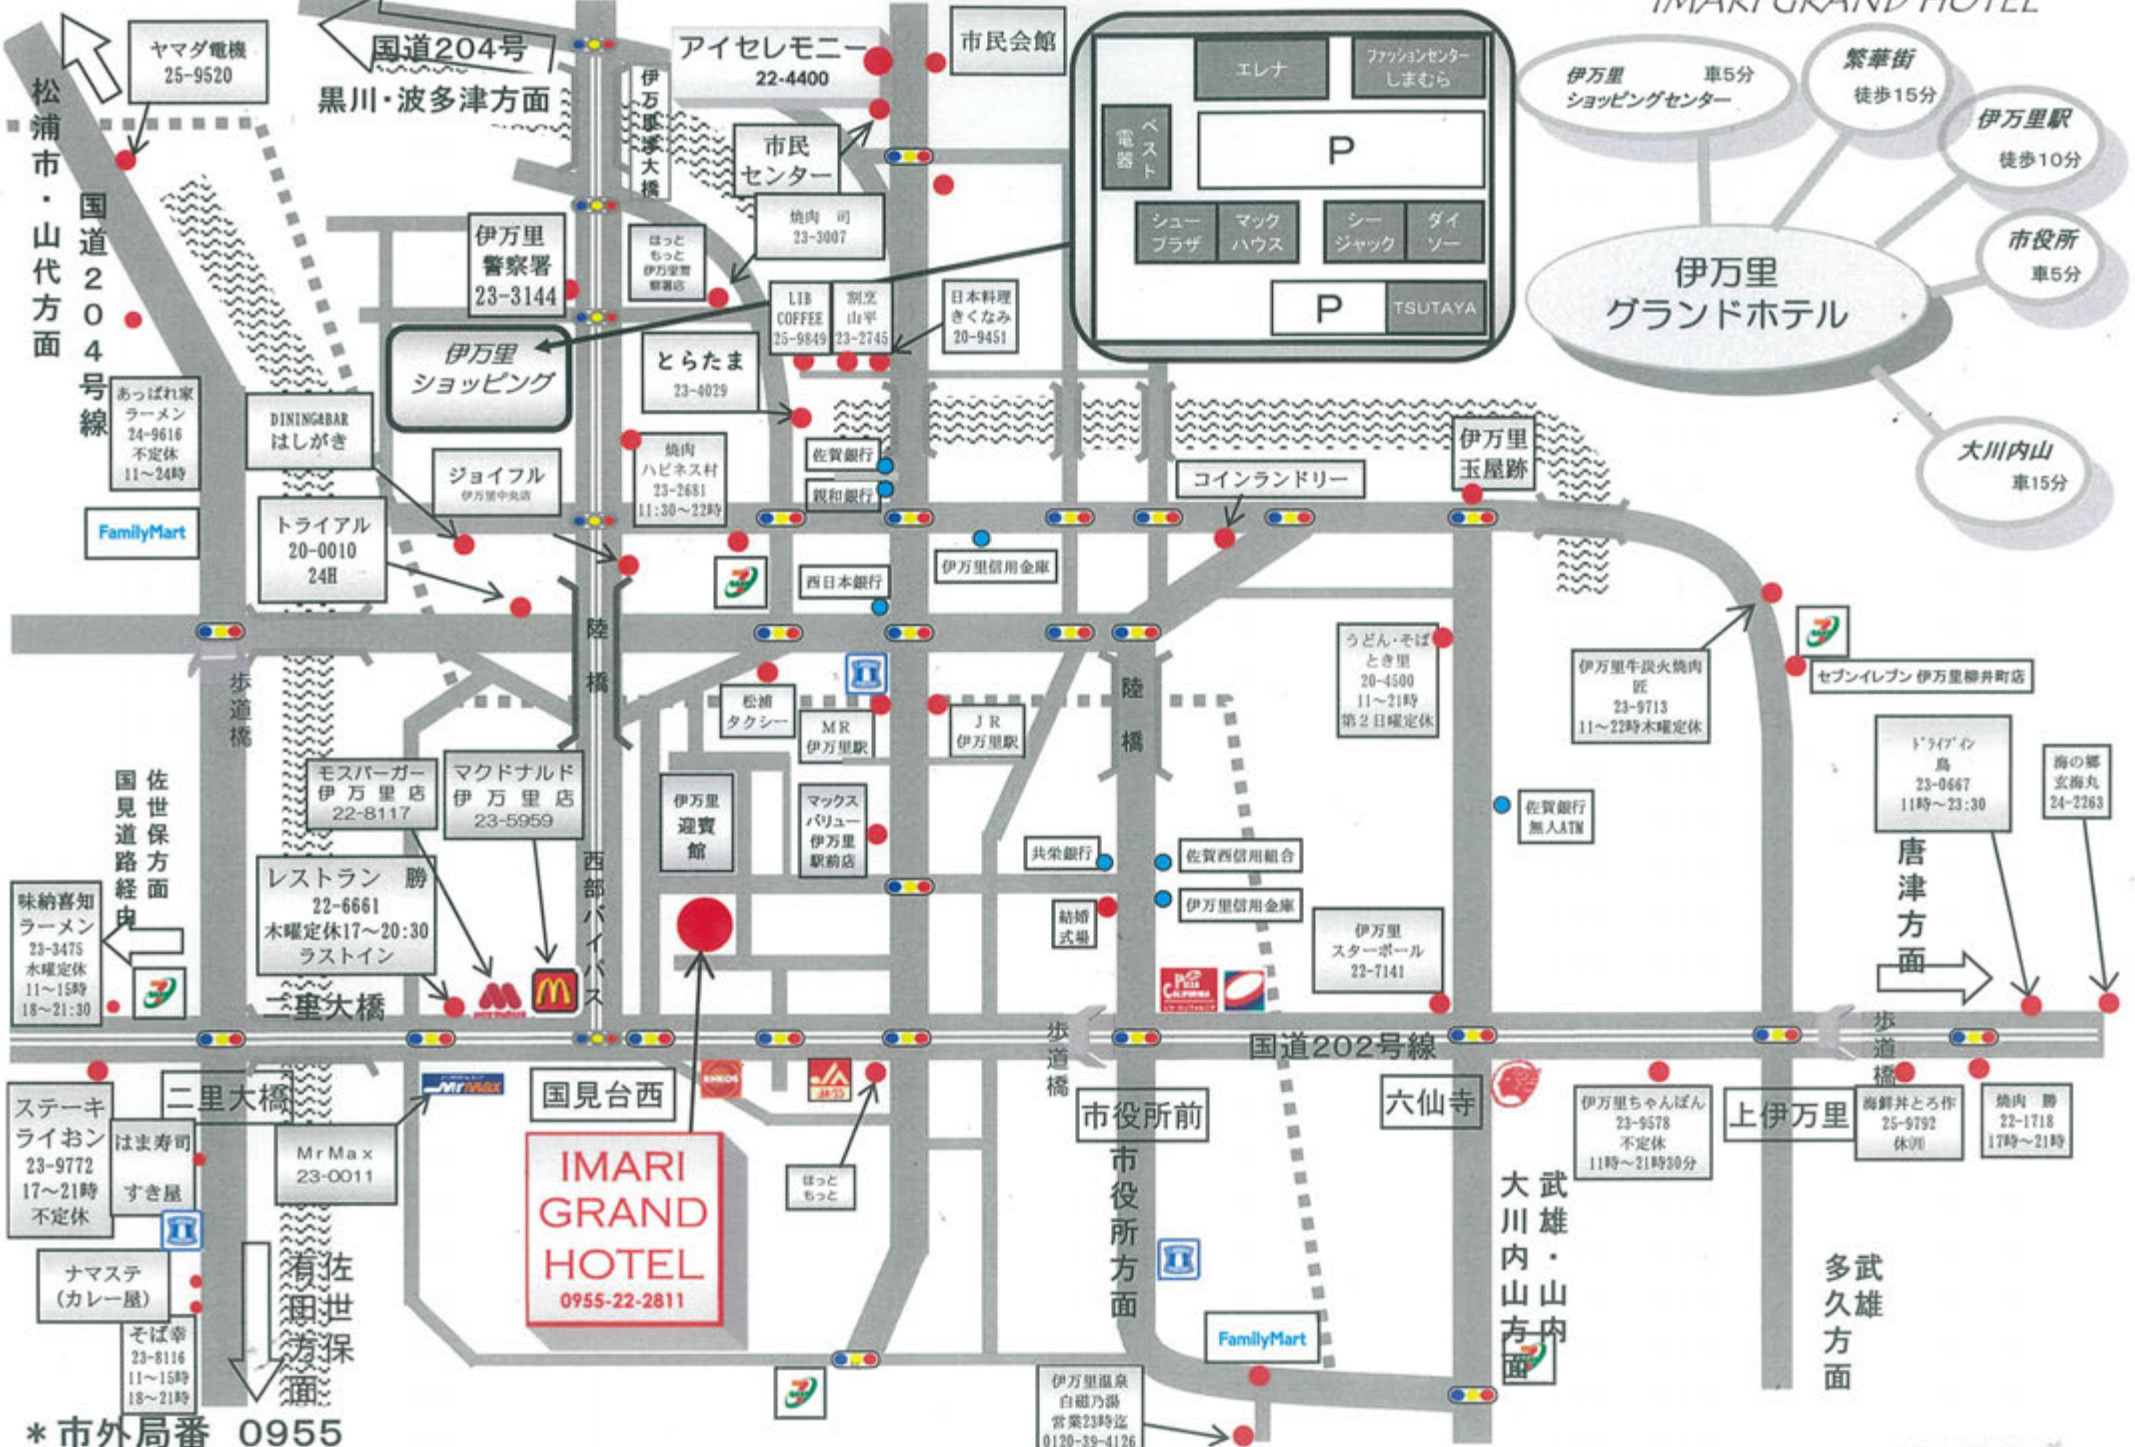 IMARI GRAND HOTEL
ヤマダ電機
25-9520
国道204号
黒川・波多津方面
松浦市・山代方面
国道204号線
アイセレモニー
22-4400
市民会館
市民
センター
焼肉 司
23-3007
伊万里
警察署
23-3144
ほっと
もっと
伊万里警
察署店
LIB
COFFEE
25-9849
割烹
山平
23-2745
日本料理
きくなみ
20-9451
伊万里
ショッピング
とらたま
23-4029
エレナ
ファッションセンター
しまむら
ベスト
電器
P
シュー
プラザ
マック
ハウス
シー
ジャック
ダイ
ソー
P
TSUTAYA
伊万里
ショッピングセンター
車5分
繁華街
徒歩15分
伊万里駅
徒歩10分
市役所
車5分
伊万里
グランドホテル
大川内山
車15分
あっぱれ家
ラーメン
24-9616
不定休
11〜24時
FamilyMart
DINING&BAR
はしがき
ジョイフル
伊万里中央店
トライアル
20-0010
24H
焼肉
ハピネス村
23-2681
11:30〜22時
佐賀銀行
親和銀行
コインランドリー
伊万里
玉屋跡
西日本銀行
伊万里信用金庫
陸橋
歩道橋
松浦
タクシー
MR
伊万里駅
JR
伊万里駅
陸橋
うどん・そば
とき里
20-4500
11〜21時
第2日曜定休
伊万里牛炭火焼肉
匠
23-9713
11〜22時木曜定休
セブンイレブン 伊万里柳井町店
ドライブイン
鳥
23-0667
11時〜23:30
海の郷
玄海丸
24-2263
佐世保方面
国見道路経由
モスバーガー
伊万里店
22-8117
マクドナルド
伊万里店
23-5959
伊万里
迎賓
館
マックス
バリュー
伊万里
駅前店
佐賀銀行
無人ATM
共栄銀行
佐賀西信用組合
伊万里信用金庫
結婚
式場
唐津方面
味納喜知
ラーメン
23-3475
水曜定休
11〜15時
18〜21:30
レストラン 勝
22-6661
木曜定休17〜20:30
ラストイン
西部バイパス
伊万里
スターボール
22-7141
PIZZA
CALIFORNIA
二里大橋
歩道橋
国道202号線
歩道橋
ステーキ
ライオン
23-9772
17〜21時
不定休
二里大橋
はま寿司
すき屋
MrMax
MrMax
23-0011
国見台西
ENEOS
JA
ほっと
もっと
市役所前
六仙寺
伊万里ちゃんぽん
23-9578
不定休
11時〜21時30分
上伊万里
海鮮丼とろ作
25-9792
休㈫
焼肉 勝
22-1718
17時〜21時
IMARI
GRAND
HOTEL
0955-22-2811
市役所方面
武雄・山内
大川内山方面
武雄
多久方面
ナマステ
(カレー屋)
そば幸
23-8116
11〜15時
18〜21時
佐世保
有田方面
FamilyMart
伊万里温泉
白磁乃湯
営業23時迄
0120-39-4126
*市外局番 0955